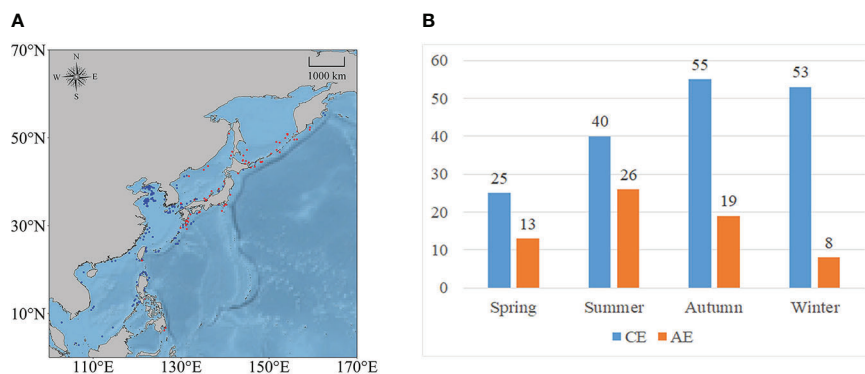 A
B
70°N
50°N
30°N
10°N
110°E
130°E
150°E
170°E
N
W E
S
1000 km
60
50
40
30
20
10
0
25
13
40
26
55
19
53
8
Spring Summer Autumn Winter
CE AE